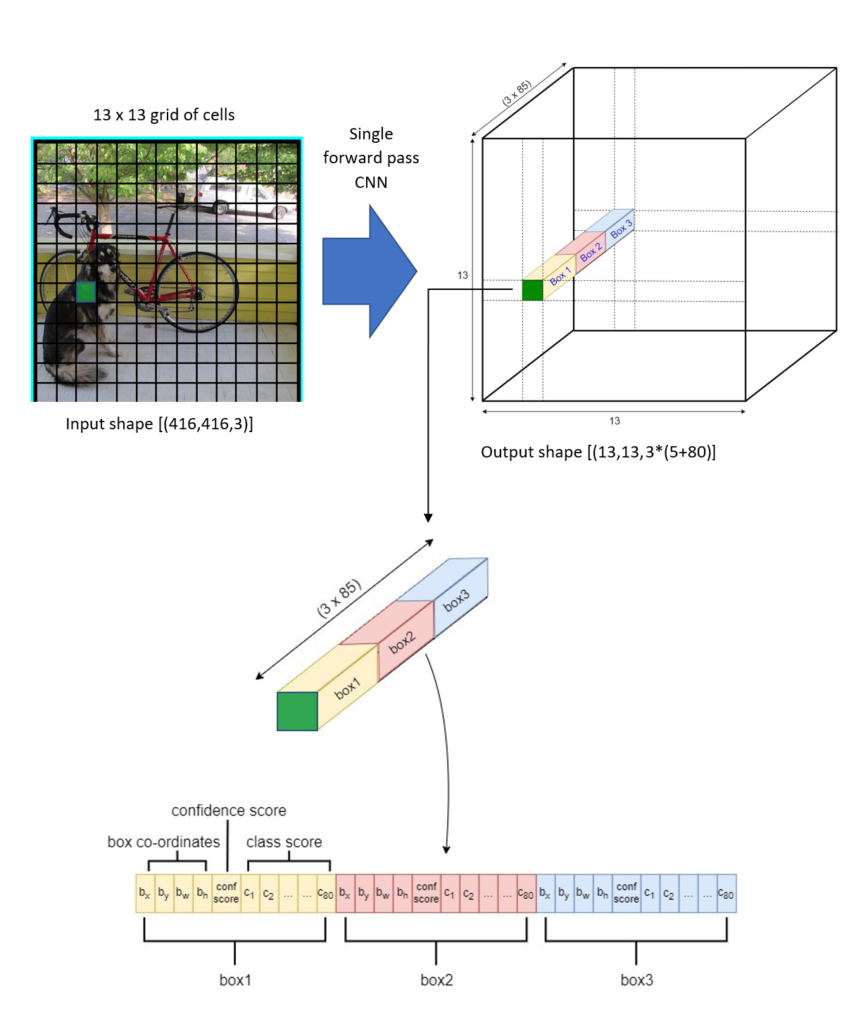 13 x 13 grid of cells
Single
forward pass
CNN
Input shape [(416,416,3)]
(3 x 85)
13
Box 1
Box 2
Box 3
13
Output shape [(13,13,3*(5+80)]
(3 x 85)
box1
box2
box3
confidence score
box co-ordinates class score
bx by bw bh conf score c1 c2 ... ... c80 bx by bw bh conf score c1 c2 ... ... c80 bx by bw bh conf score c1 c2 ... ... c80
box1 box2 box3